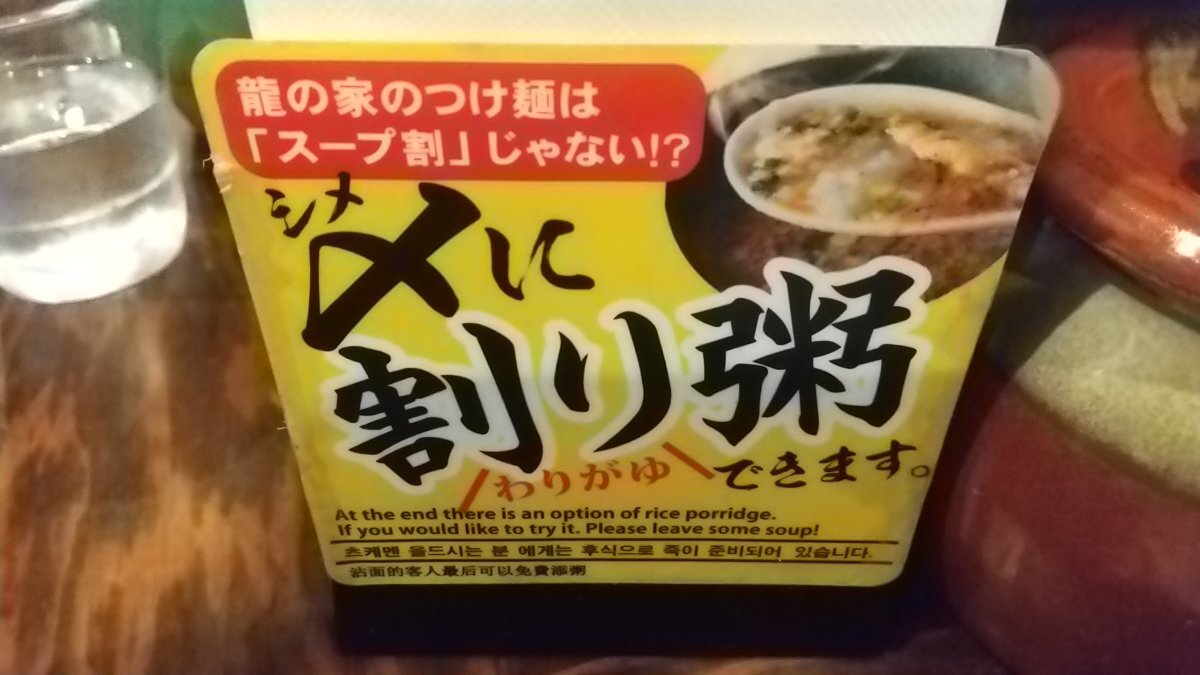 龍の家のつけ麺は
「スープ割」じゃない!?
シメ
〆に
割り粥
わりがゆ
できます。
At the end there is an option of rice porridge.
If you would like to try it. Please leave some soup!
츠케멘 을드시는 분 에게는 후식으로 죽이 준비되어 있습니다.
沾面的客人最后可以免費添粥